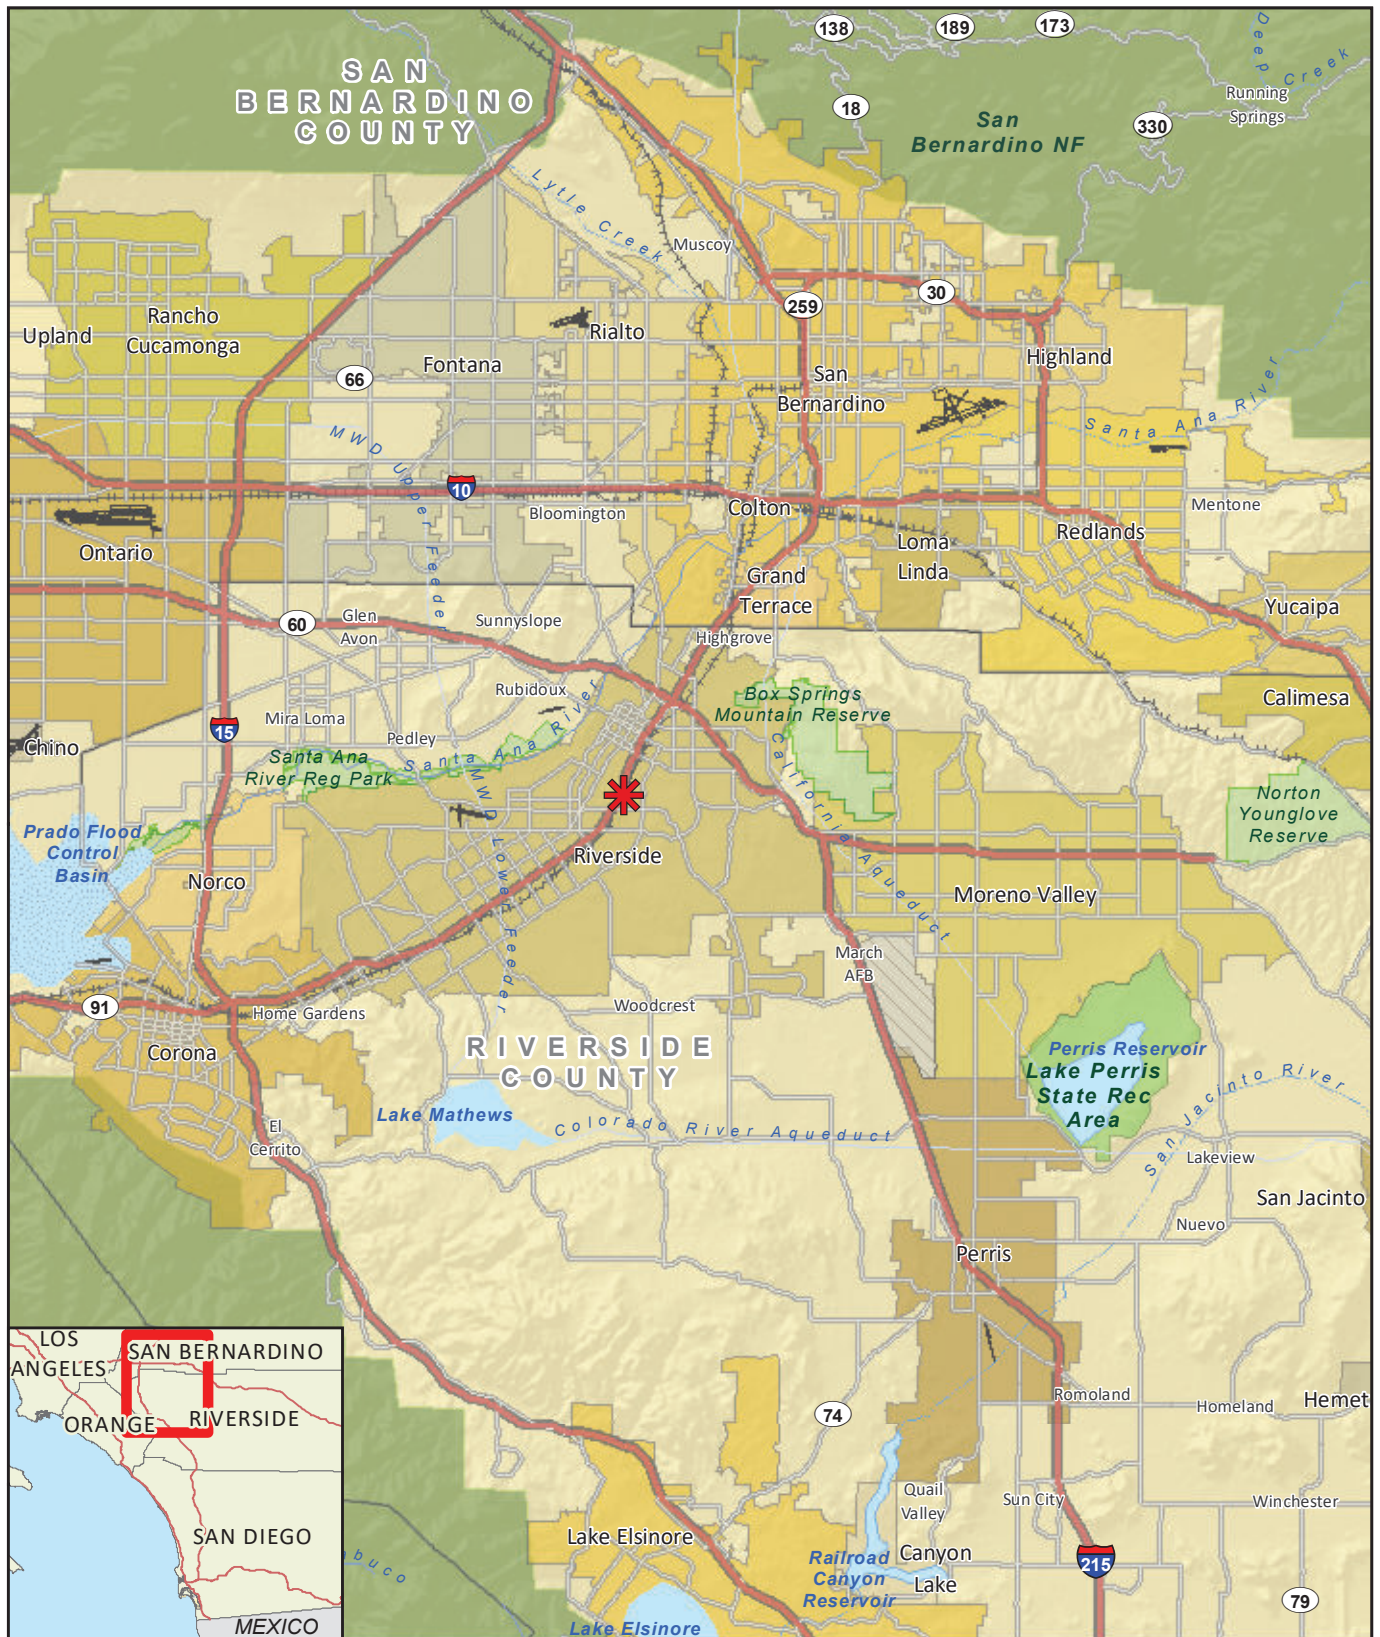 138
189
173
Deep Creek
SAN
BERNARDINO
COUNTY
Running
Springs
18
330
San
Bernardino NF
Lytle Creek
Muscoy
259
30
Upland
Rancho
Cucamonga
Rialto
Highland
66
Fontana
San
Bernardino
Santa Ana River
MWD Upper Feeder
10
Bloomington
Colton
Mentone
Ontario
Loma
Linda
Redlands
Grand
Terrace
Yucaipa
60
Glen
Avon
Sunnyslope
Highgrove
Rubidoux
Box Springs
Mountain Reserve
Calimesa
15
Mira Loma
Pedley
Chino
Santa Ana
River Reg Park
Santa Ana River
California Aqueduct
MWD Lower Feeder
Norton
Younglove
Reserve
Prado Flood
Control
Basin
Riverside
Norco
Moreno Valley
March
AFB
91
Home Gardens
Woodcrest
RIVERSIDE
COUNTY
Corona
Perris Reservoir
Lake Perris
State Rec
Area
San Jacinto River
Lake Mathews
Colorado River Aqueduct
El
Cerrito
Lakeview
San Jacinto
Nuevo
Perris
LOS
ANGELES
SAN BERNARDINO
ORANGE
RIVERSIDE
SAN DIEGO
MEXICO
Romoland
Homeland
Hemet
74
Quail
Valley
Sun City
Winchester
Lake Elsinore
Railroad
Canyon
Reservoir
Canyon
Lake
215
79
abuco
Lake Elsinore